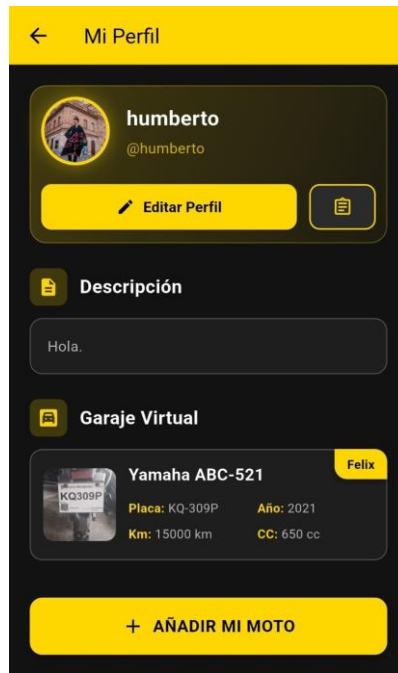 Mi Perfil
humberto
@humberto
Editar Perfil
Descripción
Hola.
Garaje Virtual
Felix
Yamaha ABC-521
KQ309P
Placa: KQ-309P Año: 2021
Km: 15000 km CC: 650 cc
+ AÑADIR MI MOTO